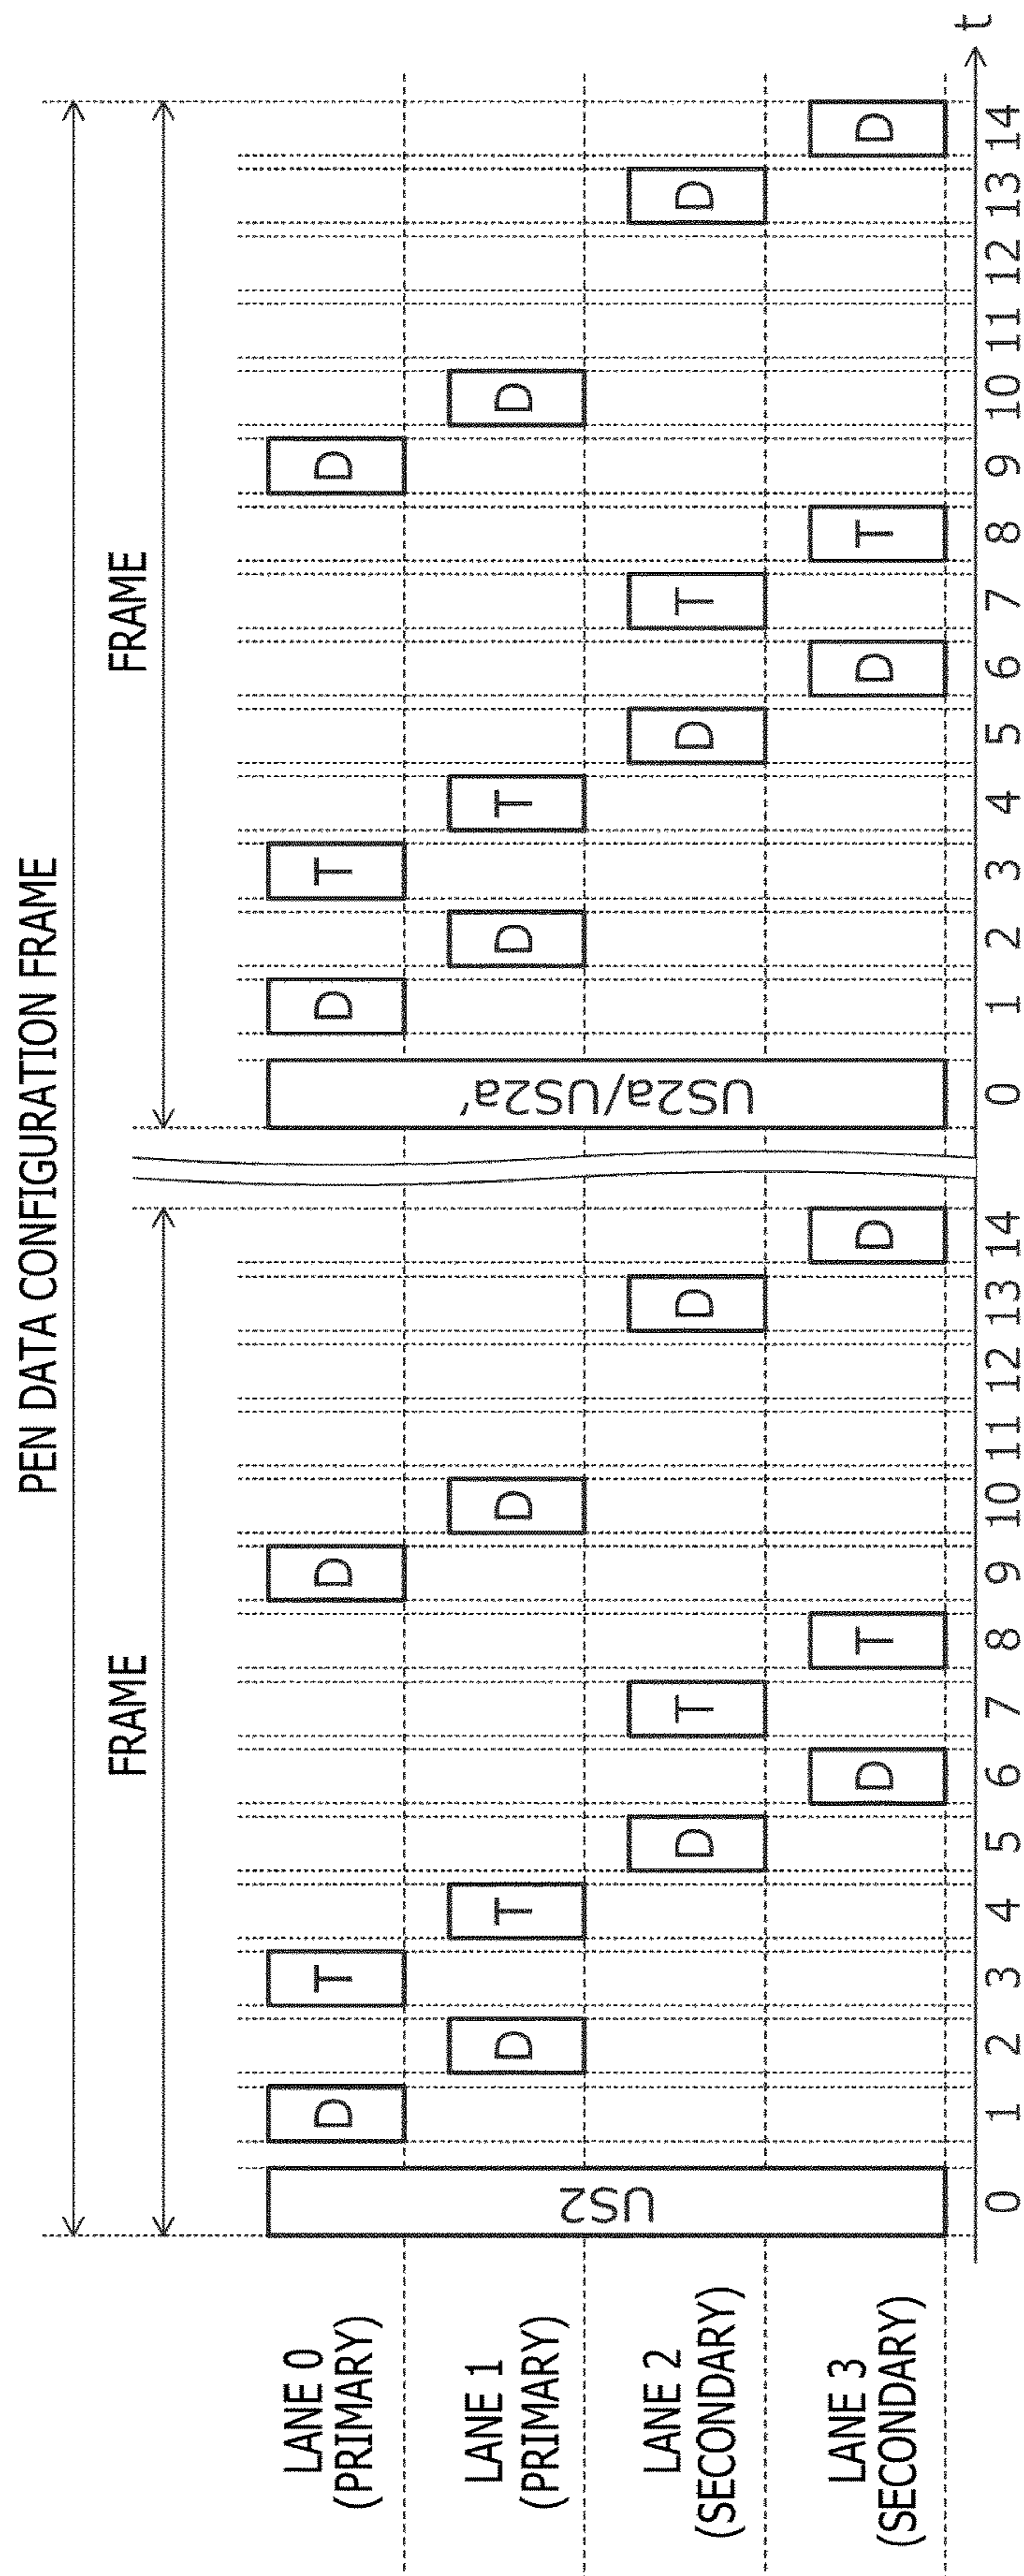 PEN DATA CONFIGURATION FRAME
FRAME
FRAME
LANE 0
(PRIMARY)
US2
D
T
D
US2a/US2a'
D
T
D
LANE 1
(PRIMARY)
D
T
D
D
T
D
LANE 2
(SECONDARY)
D
T
D
D
T
D
LANE 3
(SECONDARY)
D
T
D
D
T
D
0 1 2 3 4 5 6 7 8 9 10 11 12 13 14 0 1 2 3 4 5 6 7 8 9 10 11 12 13 14
t